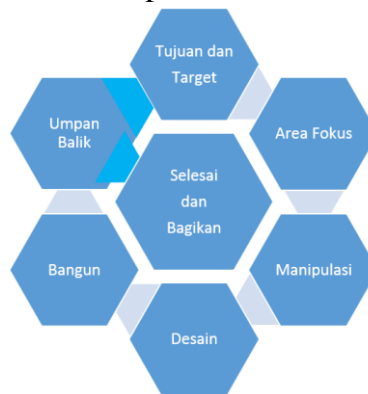 Tujuan dan
Target
Area Fokus
Manipulasi
Desain
Bangun
Umpan
Balik
Selesai
dan
Bagikan